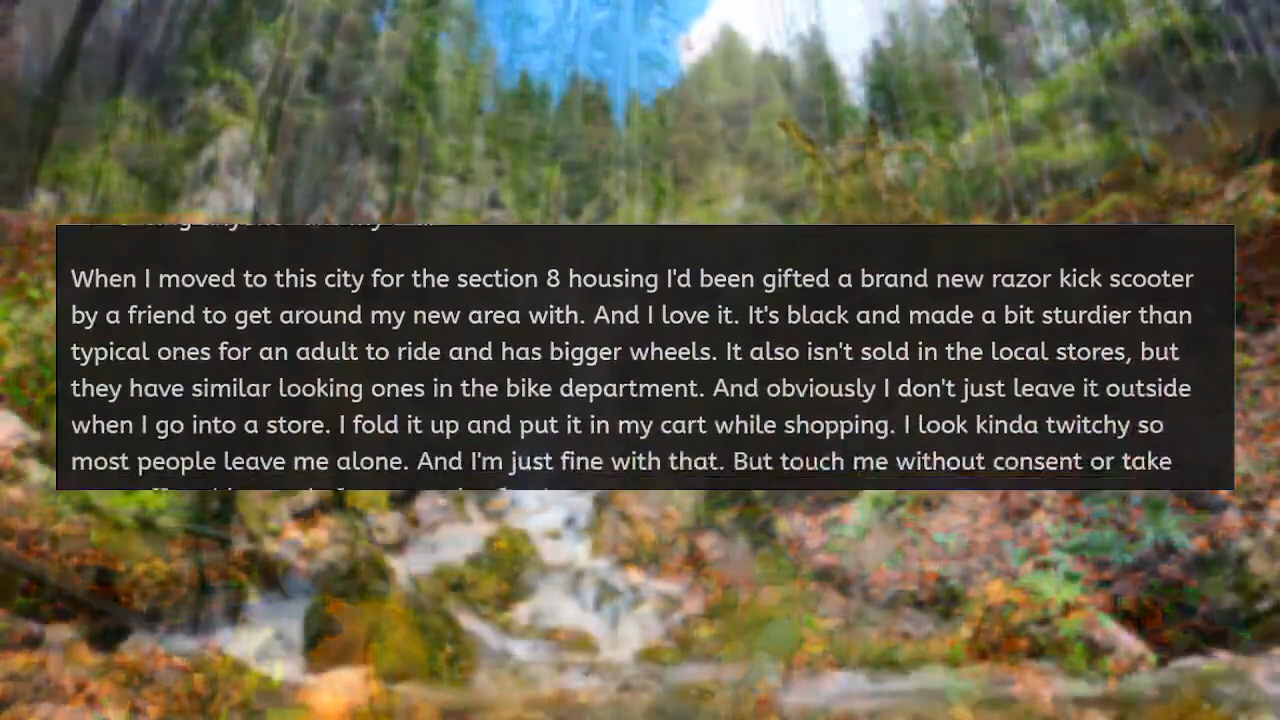 When I moved to this city for the section 8 housing I'd been gifted a brand new razor kick scooter
by a friend to get around my new area with. And I love it. It's black and made a bit sturdier than
typical ones for an adult to ride and has bigger wheels. It also isn't sold in the local stores, but
they have similar looking ones in the bike department. And obviously I don't just leave it outside
when I go into a store. I fold it up and put it in my cart while shopping. I look kinda twitchy so
most people leave me alone. And I'm just fine with that. But touch me without consent or take